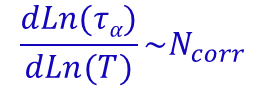 dLn(τ_α)/dLn(T) ~N_corr